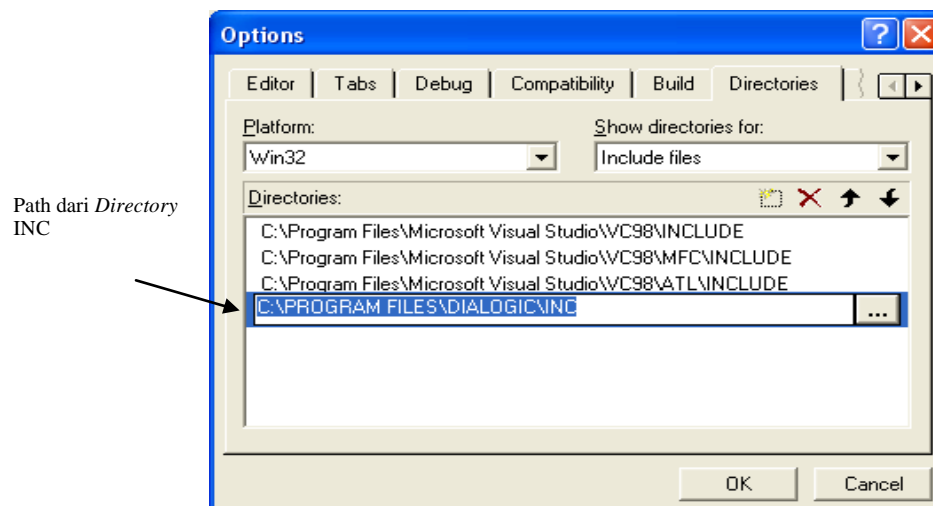 Options
Editor Tabs Debug Compatibility Build Directories
Platform: Show directories for:
Win32 Include files
Directories:
C:\Program Files\Microsoft Visual Studio\VC98\INCLUDE
C:\Program Files\Microsoft Visual Studio\VC98\MFC\INCLUDE
C:\Program Files\Microsoft Visual Studio\VC98\ATL\INCLUDE
C:\PROGRAM FILES\DIALOGIC\INC ...
OK Cancel
Path dari Directory
INC